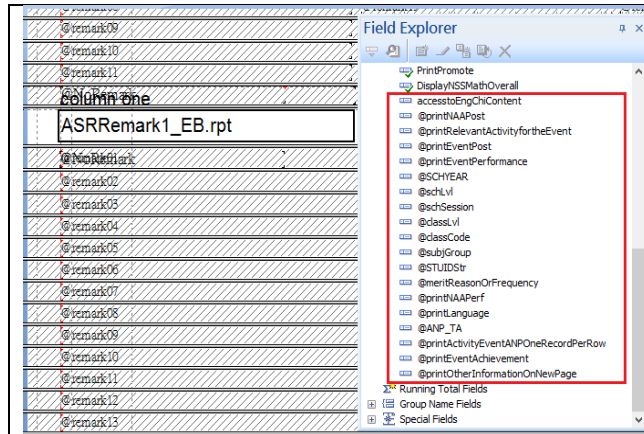 @remark09
@remark10
@remark11
@NoRemark
column one
ASRRemark1_EB.rpt
@NoRemark
@remark02
@remark03
@remark04
@remark05
@remark06
@remark07
@remark08
@remark09
@remark10
@remark11
@remark12
@remark13
Field Explorer
PrintPromote
DisplayNSSMathOverall
accesstoEngChiContent
@printNAAPost
@printRelevantActivityfortheEvent
@printEventPost
@printEventPerformance
@SCHYEAR
@schLvl
@schSession
@classLvl
@classCode
@subjGroup
@STUIDStr
@meritReasonOrFrequency
@printNAAPerf
@printLanguage
@ANP_TA
@printActivityEventANPOneRecordPerRow
@printEventAchievement
@printOtherInformationOnNewPage
Running Total Fields
Group Name Fields
Special Fields